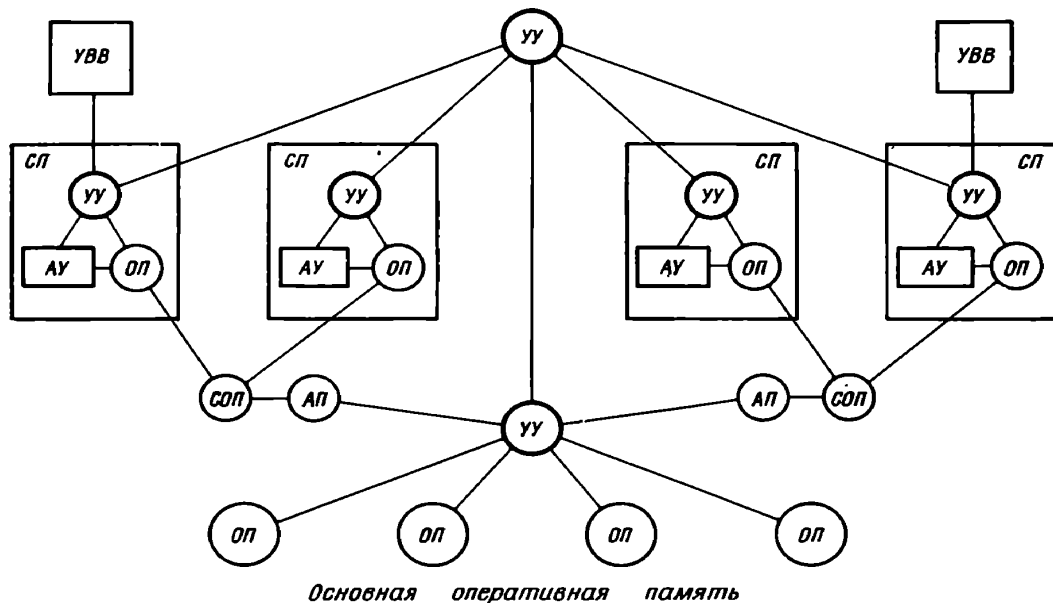 УУ
УВВ
УВВ
СП
СП
СП
СП
УУ
УУ
УУ
УУ
АУ
ОП
АУ
ОП
АУ
ОП
АУ
ОП
СОП
АП
АП
СОП
УУ
ОП
ОП
ОП
ОП
Основная оперативная память